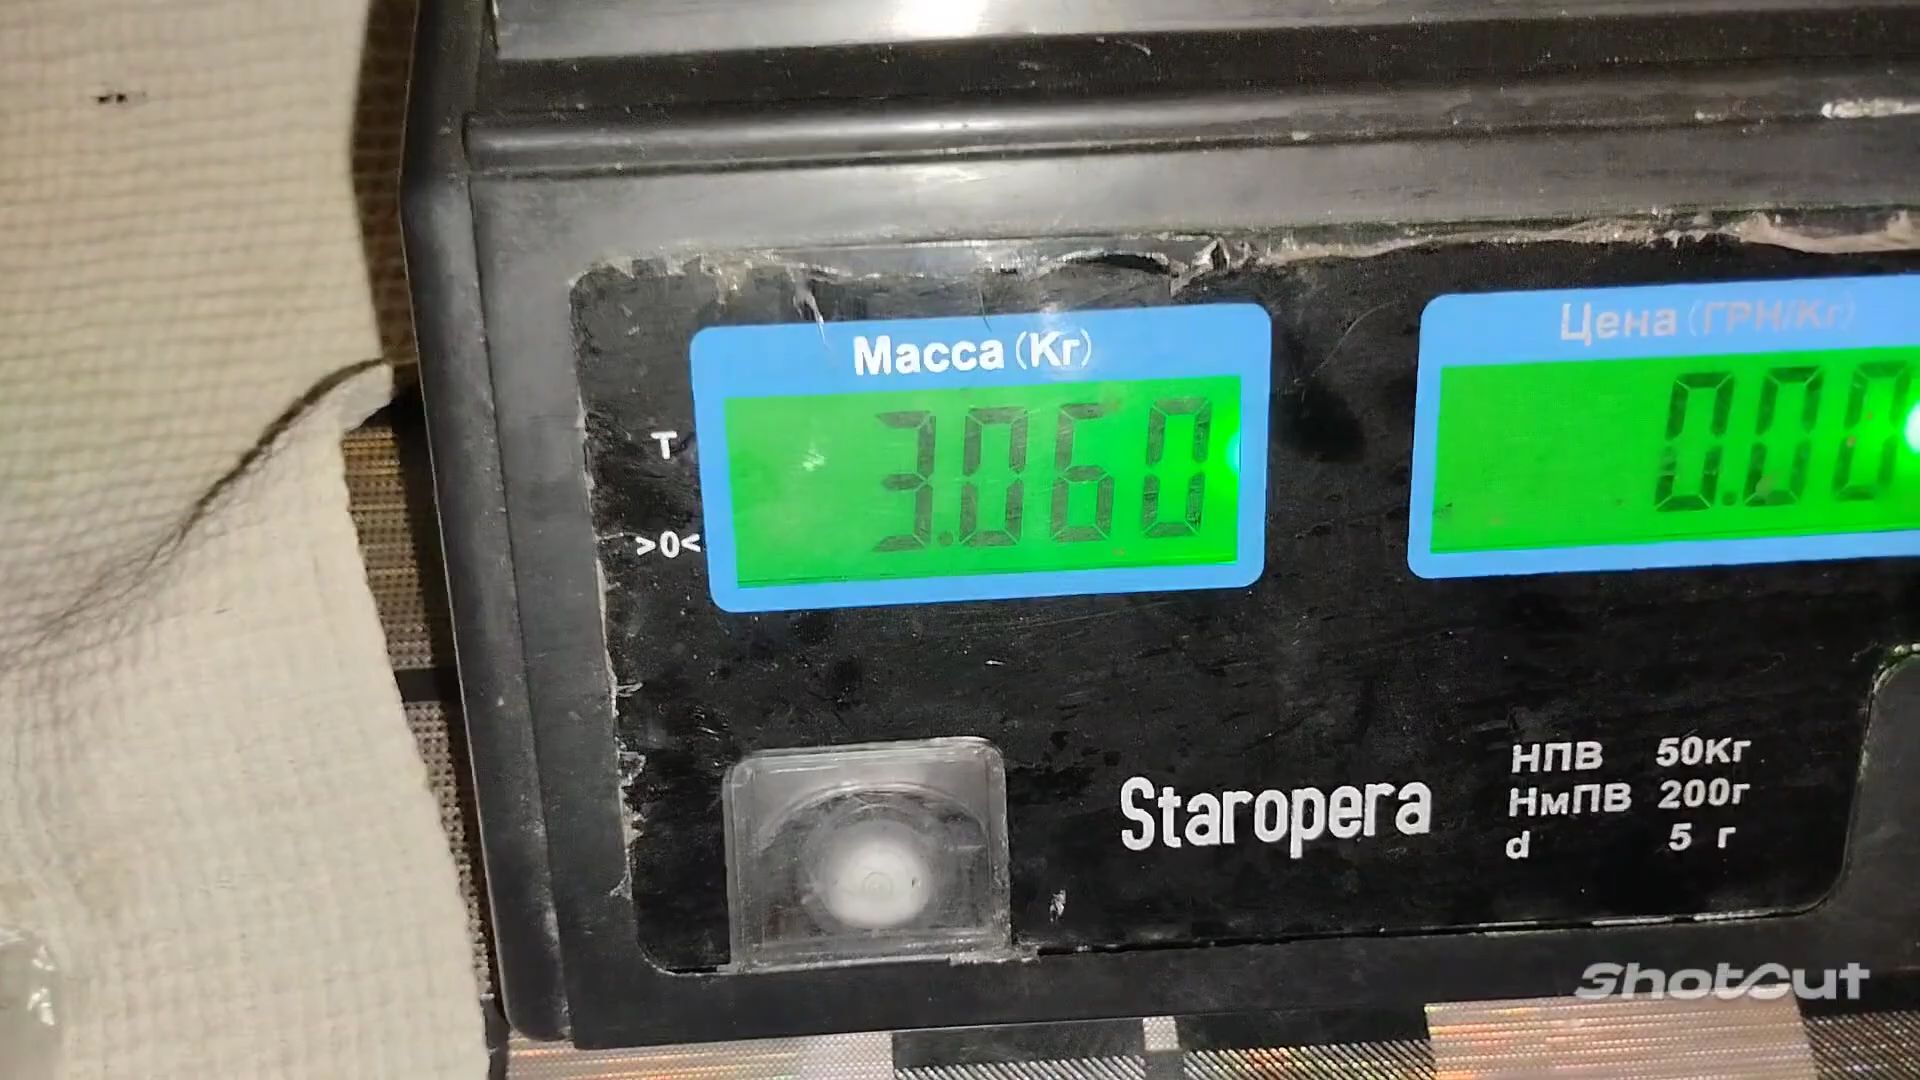 Масса (Кг)
Цена (ГРН/Кг)
T
3.060
0.00
>0<
Staropera
НПВ 50Кг
НмПВ 200г
d 5 г
Shotcut